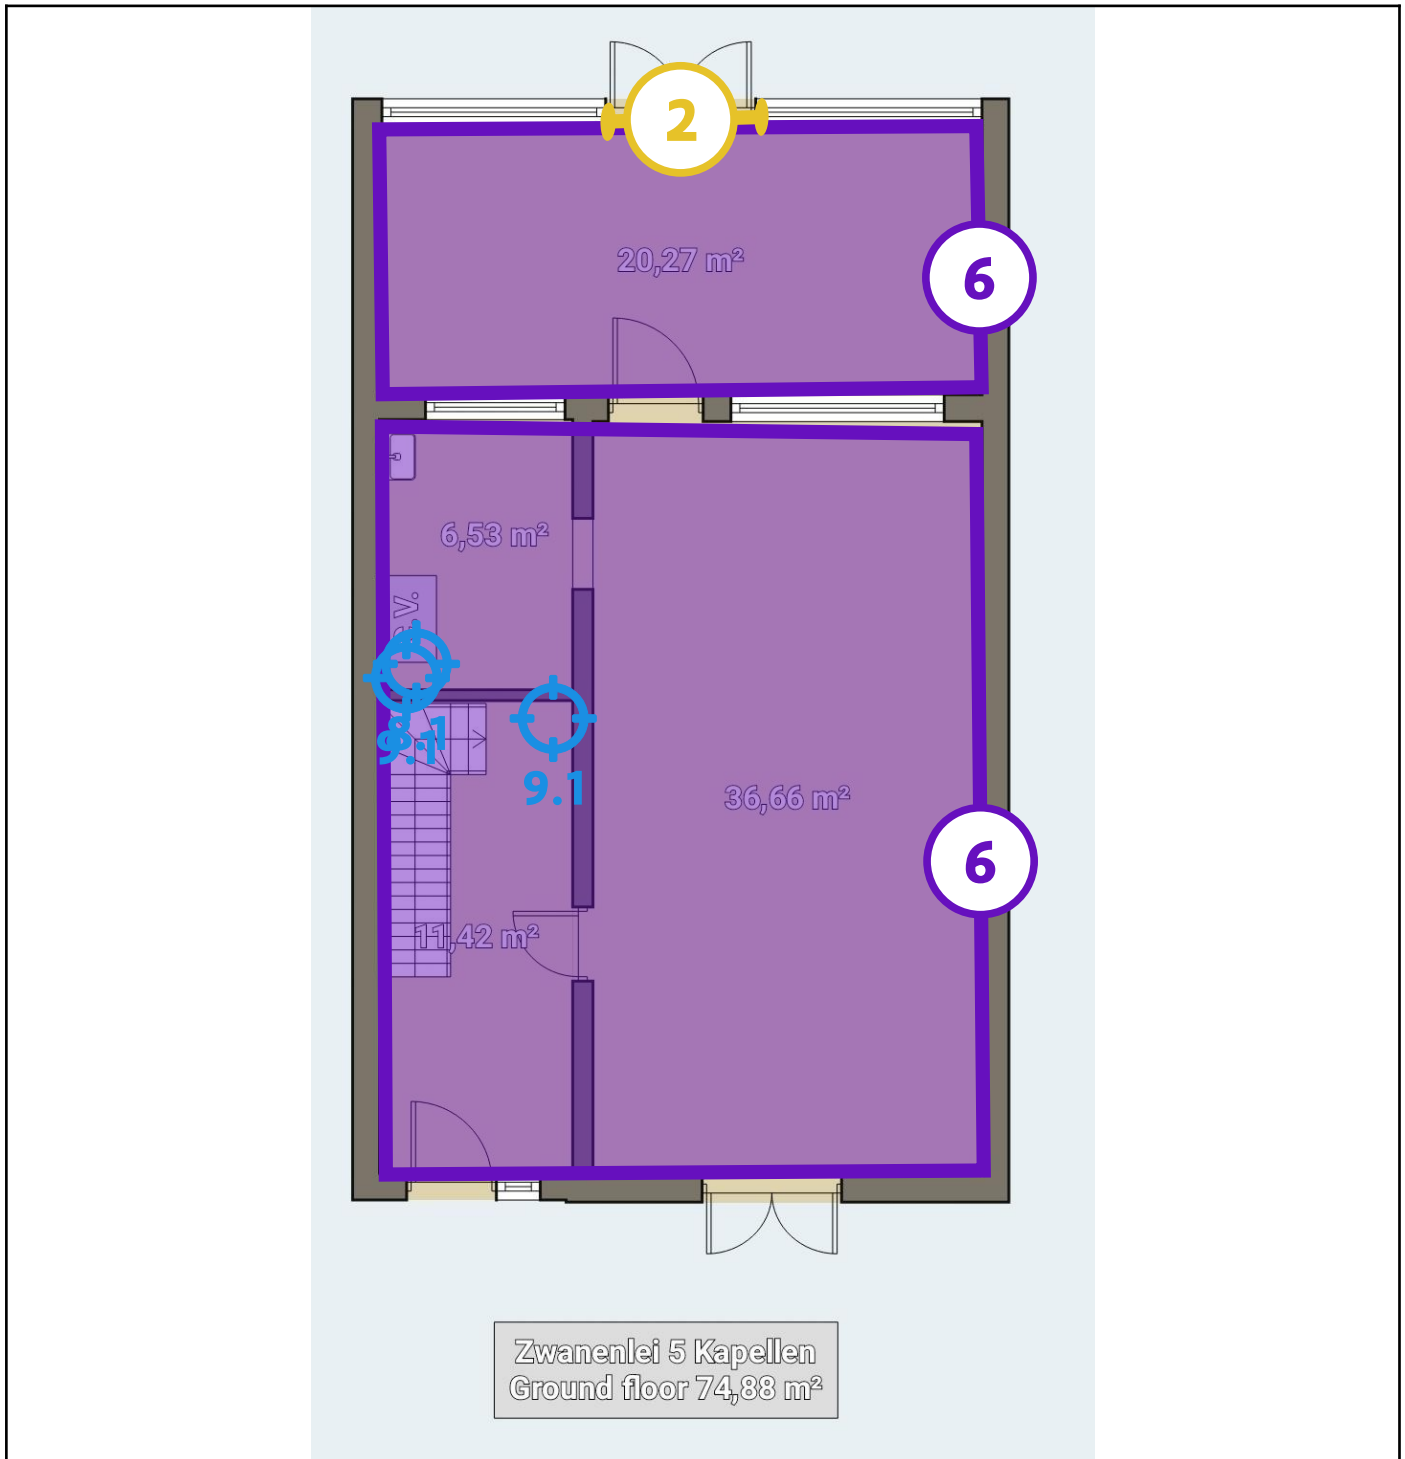 2
20,27 m²
6
6,53 m²
9.1
9.1
36,66 m²
6
11,42 m²
Zwanenlei 5 Kapellen
Ground floor 74,88 m²